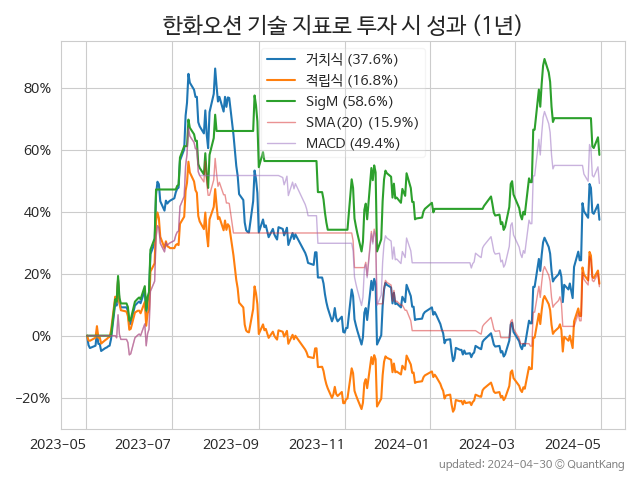 한화오션 기술 지표로 투자 시 성과 (1년)
거치식 (37.6%)
적립식 (16.8%)
SigM (58.6%)
SMA(20) (15.9%)
MACD (49.4%)
80%
60%
40%
20%
0%
−20%
2023-05 2023-07 2023-09 2023-11 2024-01 2024-03 2024-05
updated: 2024-04-30 © QuantKang